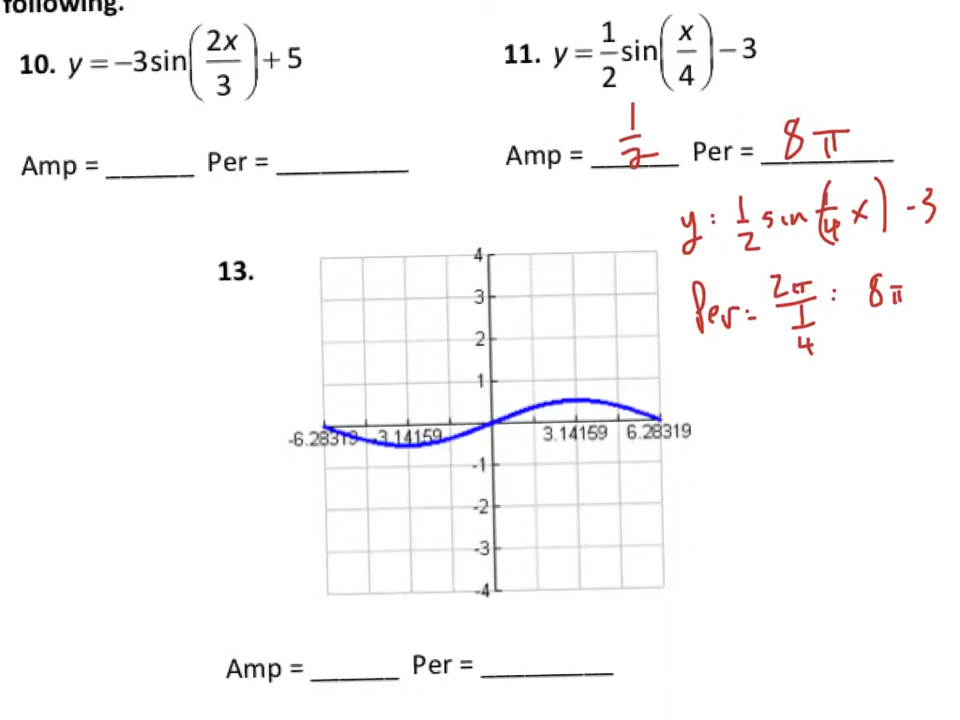 following.
10. y = −3sin(2x/3) + 5
11. y = 1/2 sin(x/4) − 3
Amp = ______ Per = _________
Amp = 1/2 Per = 8π
y : 1/2 sin(1/4 x) - 3
Per = 2π/(1/4) : 8π
13.
4
3
2
1
-6.28319 -3.14159 3.14159 6.28319
-1
-2
-3
-4
Amp = ______ Per = _________